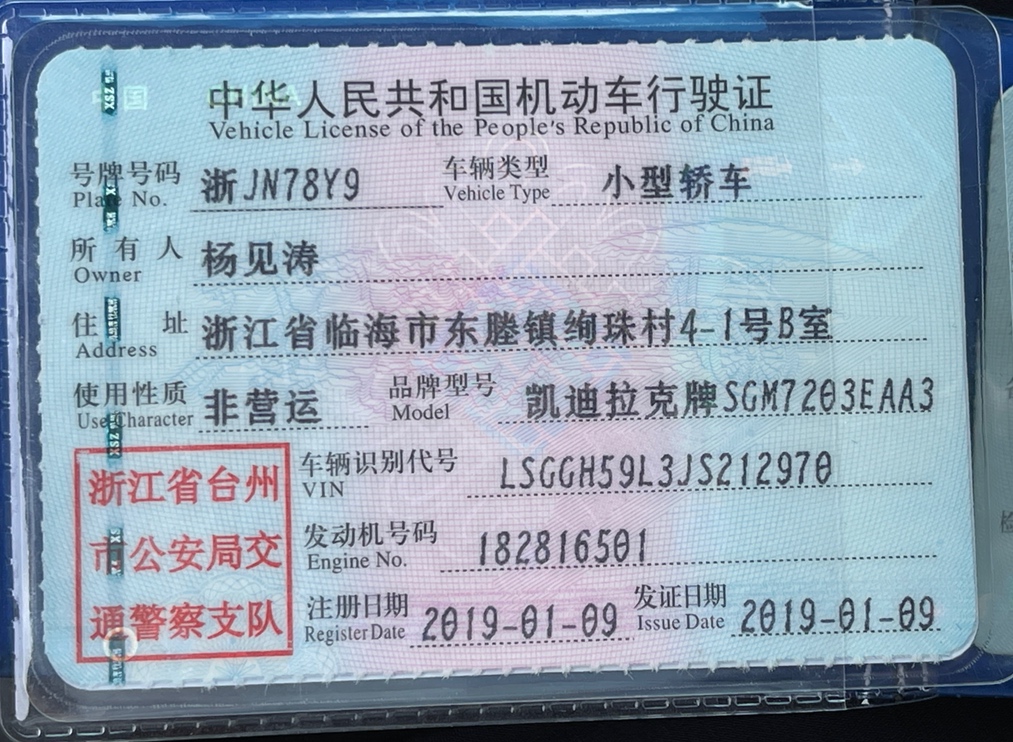 中华人民共和国机动车行驶证
Vehicle License of the People's Republic of China
号牌号码 浙JN78Y9 车辆类型 小型轿车
Plate No. Vehicle Type
所有人 杨见涛
Owner
住址 浙江省临海市东塍镇绚珠村4-1号B室
Address
使用性质 非营运 品牌型号 凯迪拉克牌SGM7203EAA3
Use Character Model
浙江省台州
市公安局交
通警察支队
车辆识别代号 LSGGH59L3JS212970
VIN
发动机号码 182816501
Engine No.
注册日期 2019-01-09 发证日期 2019-01-09
Register Date Issue Date